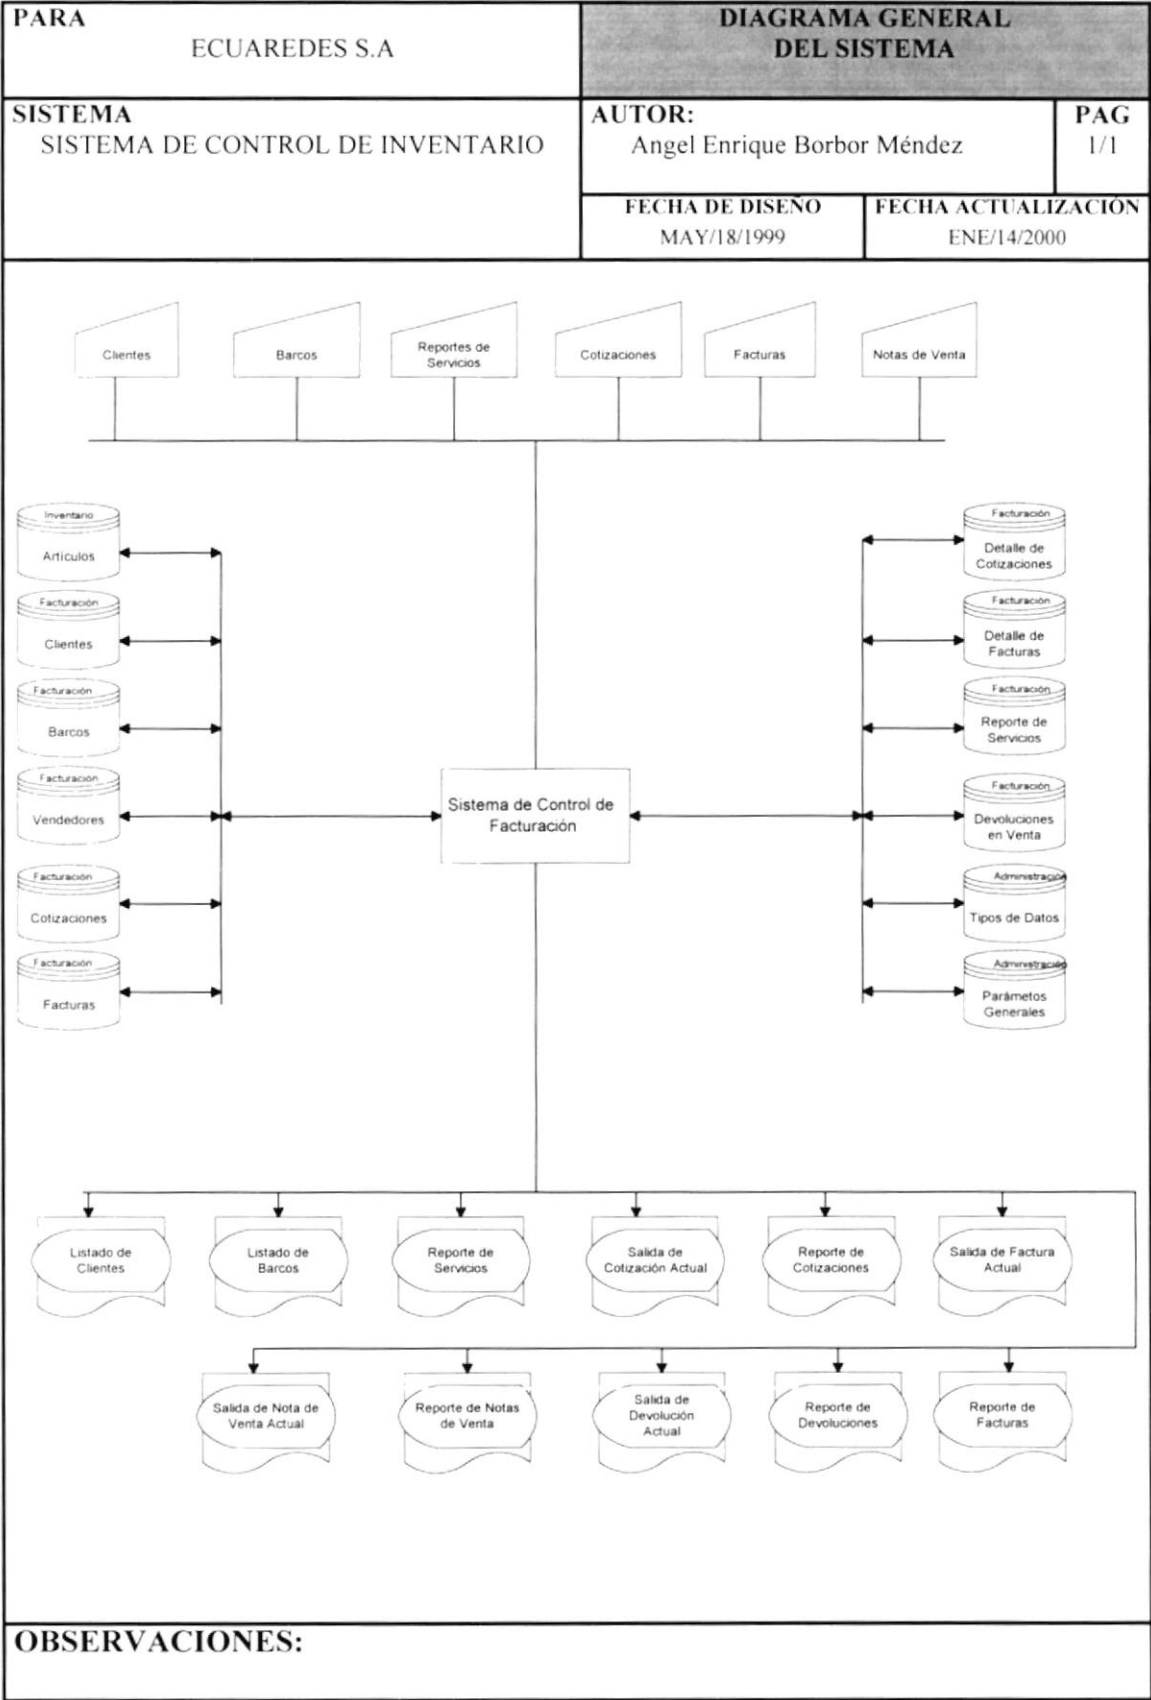 PARA
ECUAREDES S.A
DIAGRAMA GENERAL
DEL SISTEMA
SISTEMA
SISTEMA DE CONTROL DE INVENTARIO
AUTOR:
Angel Enrique Borbor Méndez
PAG
1/1
FECHA DE DISEÑO
MAY/18/1999
FECHA ACTUALIZACIÓN
ENE/14/2000
Clientes
Barcos
Reportes de
Servicios
Cotizaciones
Facturas
Notas de Venta
Inventario
Artículos
Facturación
Clientes
Facturación
Barcos
Facturación
Vendedores
Facturación
Cotizaciones
Facturación
Facturas
Sistema de Control de
Facturación
Facturación
Detalle de
Cotizaciones
Facturación
Detalle de
Facturas
Facturación
Reporte de
Servicios
Facturación
Devoluciones
en Venta
Administración
Tipos de Datos
Administración
Parámetos
Generales
Listado de
Clientes
Listado de
Barcos
Reporte de
Servicios
Salida de
Cotización Actual
Reporte de
Cotizaciones
Salida de Factura
Actual
Salida de Nota de
Venta Actual
Reporte de Notas
de Venta
Salida de
Devolución
Actual
Reporte de
Devoluciones
Reporte de
Facturas
OBSERVACIONES: